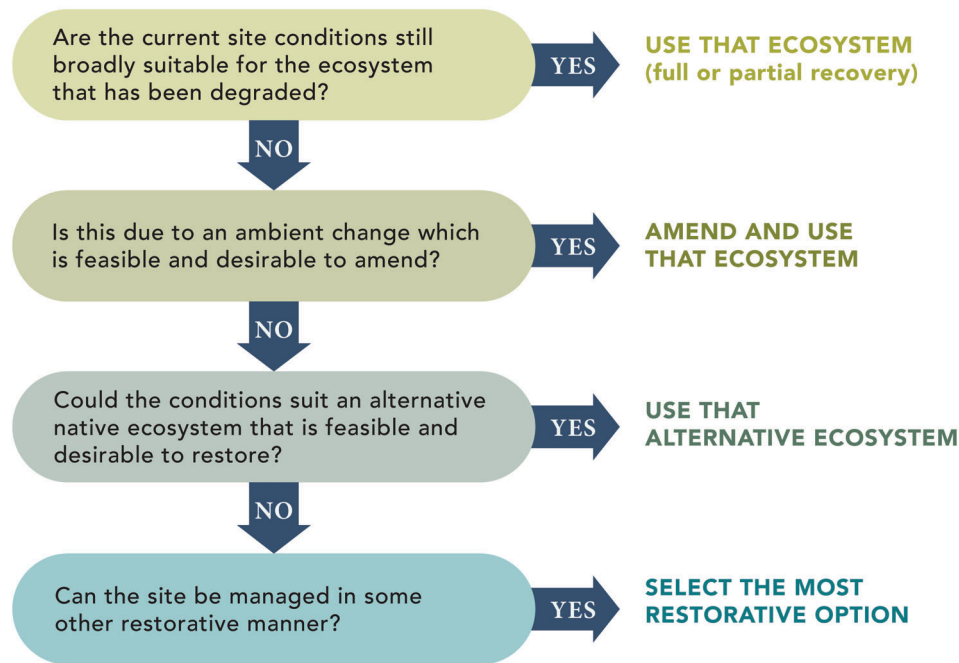 Are the current site conditions still
broadly suitable for the ecosystem
that has been degraded?
YES
USE THAT ECOSYSTEM
(full or partial recovery)
NO
Is this due to an ambient change which
is feasible and desirable to amend?
YES
AMEND AND USE
THAT ECOSYSTEM
NO
Could the conditions suit an alternative
native ecosystem that is feasible and
desirable to restore?
YES
USE THAT
ALTERNATIVE ECOSYSTEM
NO
Can the site be managed in some
other restorative manner?
YES
SELECT THE MOST
RESTORATIVE OPTION